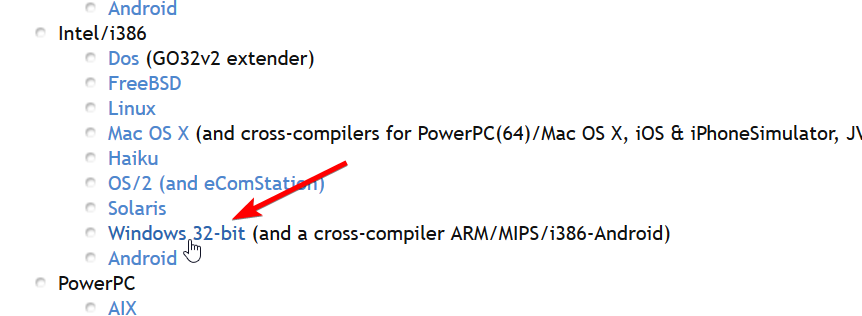 Android
Intel/i386
Dos (GO32v2 extender)
FreeBSD
Linux
Mac OS X (and cross-compilers for PowerPC(64)/Mac OS X, iOS & iPhoneSimulator, JV
Haiku
OS/2 (and eComStation)
Solaris
Windows 32-bit (and a cross-compiler ARM/MIPS/i386-Android)
Android
PowerPC
AIX